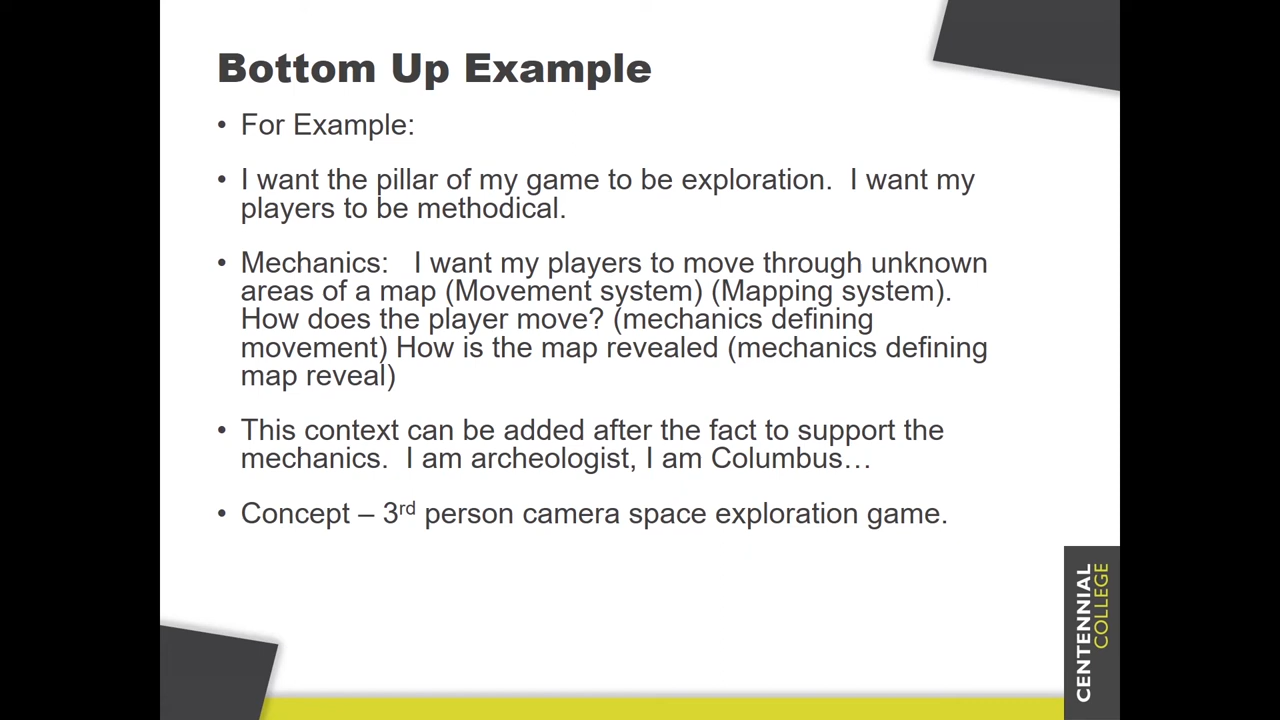 Bottom Up Example
• For Example:
• I want the pillar of my game to be exploration.  I want my
players to be methodical.
• Mechanics:   I want my players to move through unknown
areas of a map (Movement system) (Mapping system).
How does the player move? (mechanics defining
movement) How is the map revealed (mechanics defining
map reveal)
• This context can be added after the fact to support the
mechanics.  I am archeologist, I am Columbus…
• Concept – 3rd person camera space exploration game.
CENTENNIAL
COLLEGE